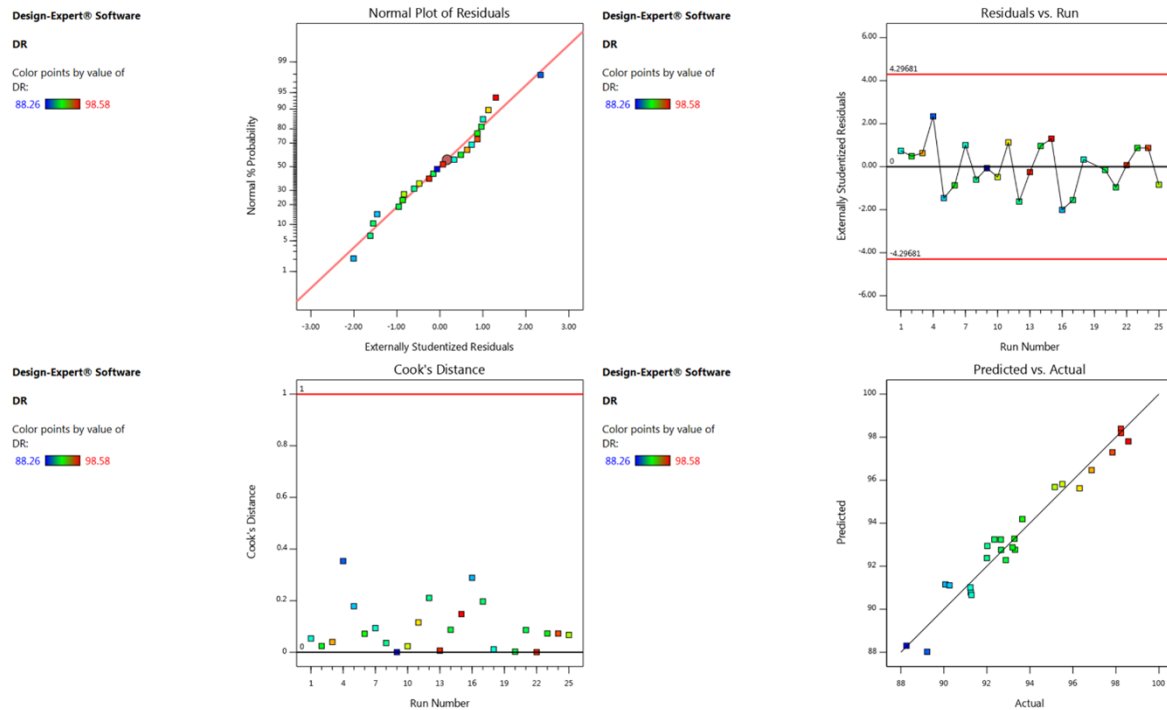 Design-Expert® Software
DR
Color points by value of
DR:
88.26 98.58
Normal Plot of Residuals
Normal % Probability
99
95
90
80
70
50
30
20
10
5
1
-3.00 -2.00 -1.00 0.00 1.00 2.00 3.00
Externally Studentized Residuals
Design-Expert® Software
DR
Color points by value of
DR:
88.26 98.58
Residuals vs. Run
Externally Studentized Residuals
6.00
4.00
2.00
0.00
-2.00
-4.00
-6.00
4.29681
0
-4.29681
1 4 7 10 13 16 19 22 25
Run Number
Design-Expert® Software
DR
Color points by value of
DR:
88.26 98.58
Cook's Distance
Cook's Distance
1
0.8
0.6
0.4
0.2
0
1
0
1 4 7 10 13 16 19 22 25
Run Number
Design-Expert® Software
DR
Color points by value of
DR:
88.26 98.58
Predicted vs. Actual
Predicted
100
98
96
94
92
90
88
88 90 92 94 96 98 100
Actual